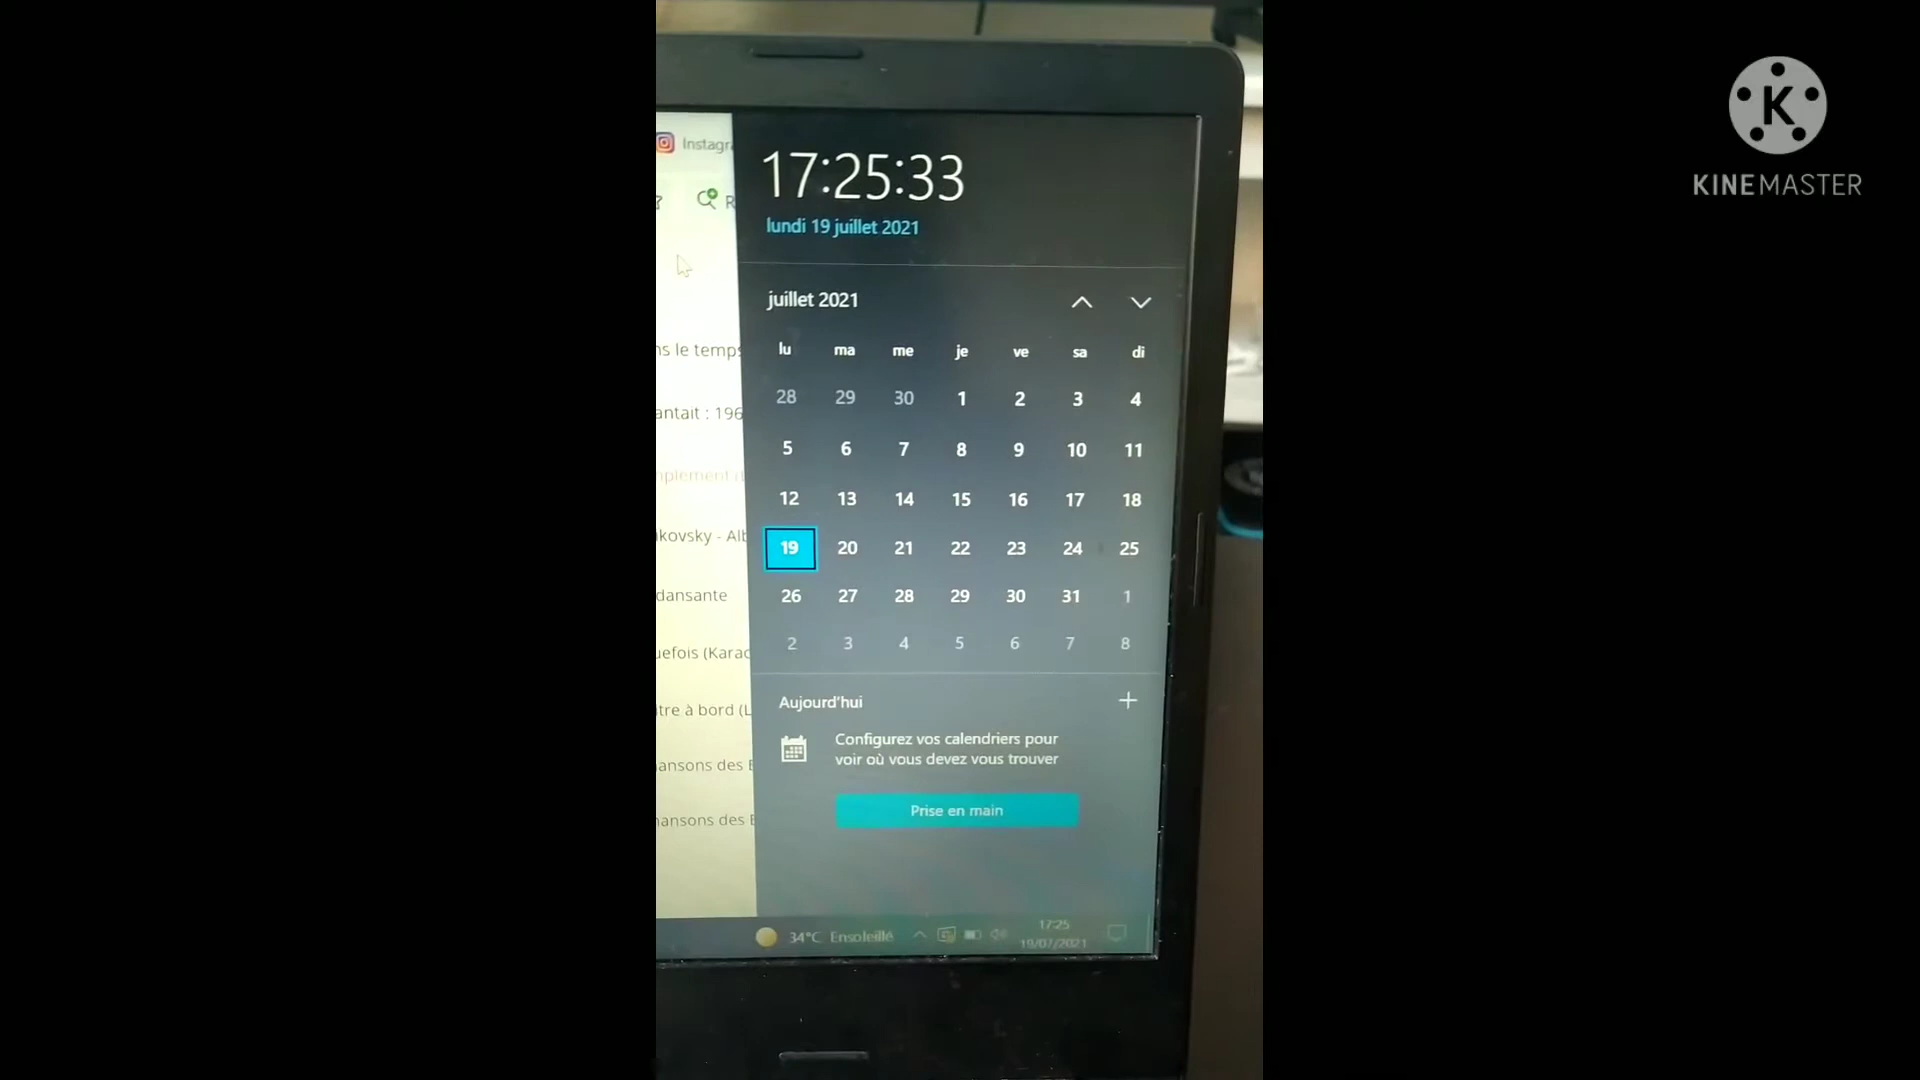 KINEMASTER
Instagr
17:25:33
lundi 19 juillet 2021
juillet 2021
lu ma me je ve sa di
28 29 30 1 2 3 4
5 6 7 8 9 10 11
12 13 14 15 16 17 18
19 20 21 22 23 24 25
26 27 28 29 30 31 1
2 3 4 5 6 7 8
Aujourd'hui
Configurez vos calendriers pour
voir où vous devez vous trouver
Prise en main
ns le temps
antait : 196
mplement d
ikovsky - Alb
dansante
uefois (Karao
tre à bord (L
ansons des
hansons des
34°C Ensoleillé
17:25
19/07/2021